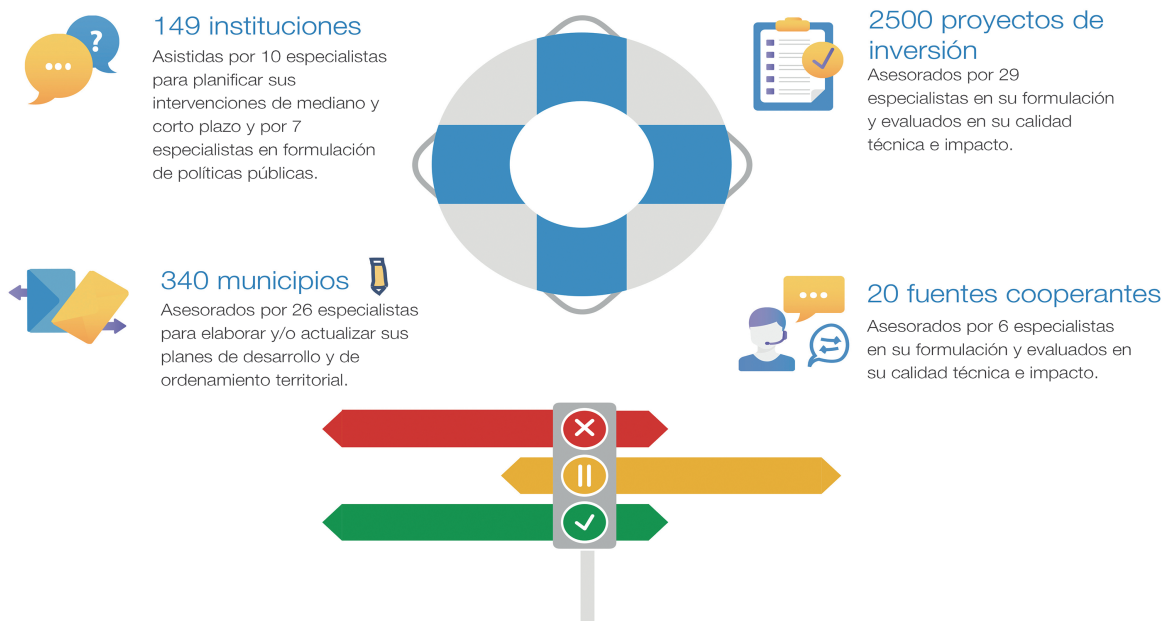 149 instituciones
Asistidas por 10 especialistas
para planificar sus
intervenciones de mediano y
corto plazo y por 7
especialistas en formulación
de políticas públicas.
2500 proyectos de
inversión
Asesorados por 29
especialistas en su formulación
y evaluados en su calidad
técnica e impacto.
340 municipios
Asesorados por 26 especialistas
para elaborar y/o actualizar sus
planes de desarrollo y de
ordenamiento territorial.
20 fuentes cooperantes
Asesorados por 6 especialistas
en su formulación y evaluados en
su calidad técnica e impacto.